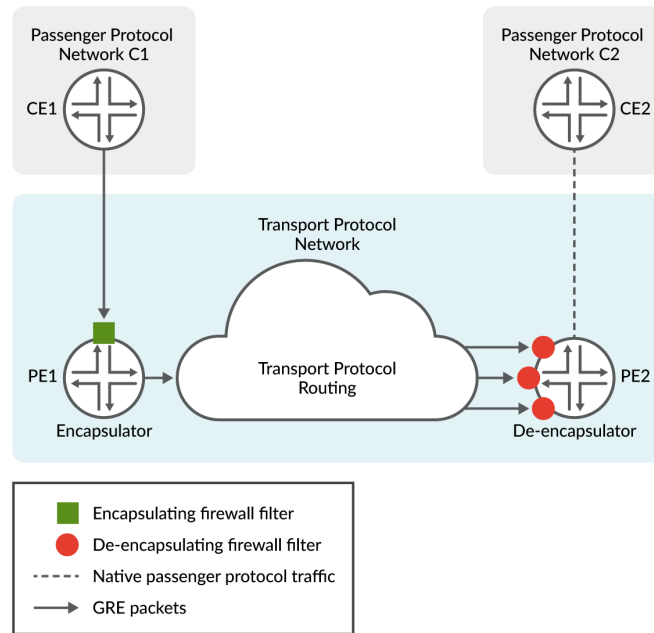 Passenger Protocol
Network C1
Passenger Protocol
Network C2
CE1
CE2
Transport Protocol
Network
PE1
Transport Protocol
Routing
PE2
Encapsulator
De-encapsulator
Encapsulating firewall filter
De-encapsulating firewall filter
Native passenger protocol traffic
GRE packets